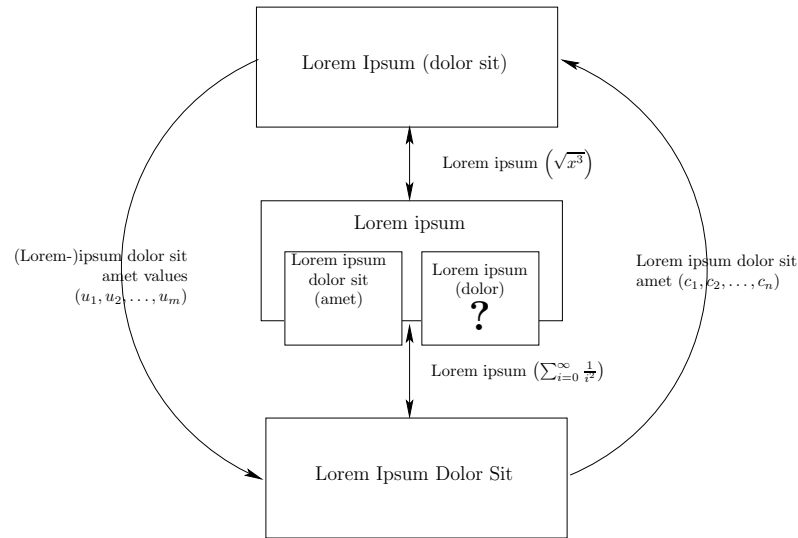 Lorem Ipsum (dolor sit)
Lorem ipsum (√x³)
Lorem ipsum
(Lorem-)ipsum dolor sit
amet values
(u₁, u₂, . . . , uₘ)
Lorem ipsum
dolor sit
(amet)
Lorem ipsum
(dolor)
?
Lorem ipsum dolor sit
amet (c₁, c₂, . . . , cₙ)
Lorem ipsum (∑ᵢ₌₀^∞ 1/i²)
Lorem Ipsum Dolor Sit